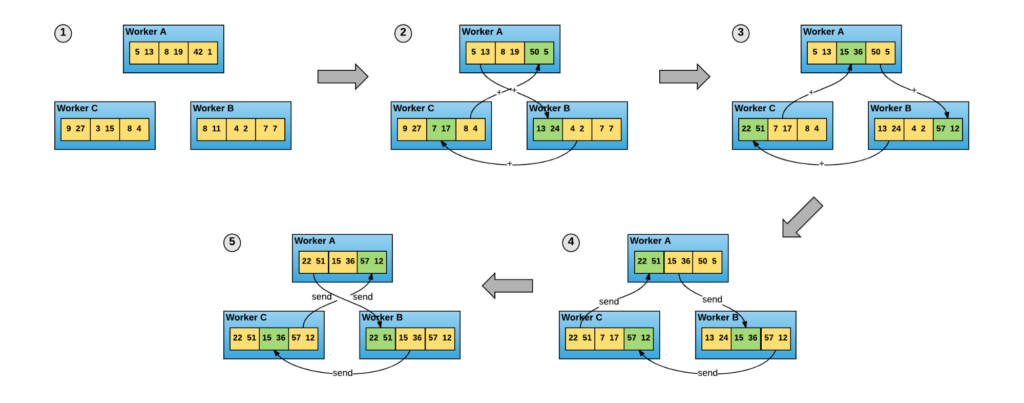 1
Worker A
5 13 8 19 42 1
Worker C
9 27 3 15 8 4
Worker B
8 11 4 2 7 7
2
Worker A
5 13 8 19 50 5
+ +
Worker C
9 27 7 17 8 4
Worker B
13 24 4 2 7 7
+
3
Worker A
5 13 15 36 50 5
+ +
Worker C
22 51 7 17 8 4
Worker B
13 24 4 2 57 12
+
5
Worker A
22 51 15 36 57 12
send send
Worker C
22 51 15 36 57 12
Worker B
22 51 15 36 57 12
send
4
Worker A
22 51 15 36 50 5
send send
Worker C
22 51 7 17 57 12
Worker B
13 24 15 36 57 12
send